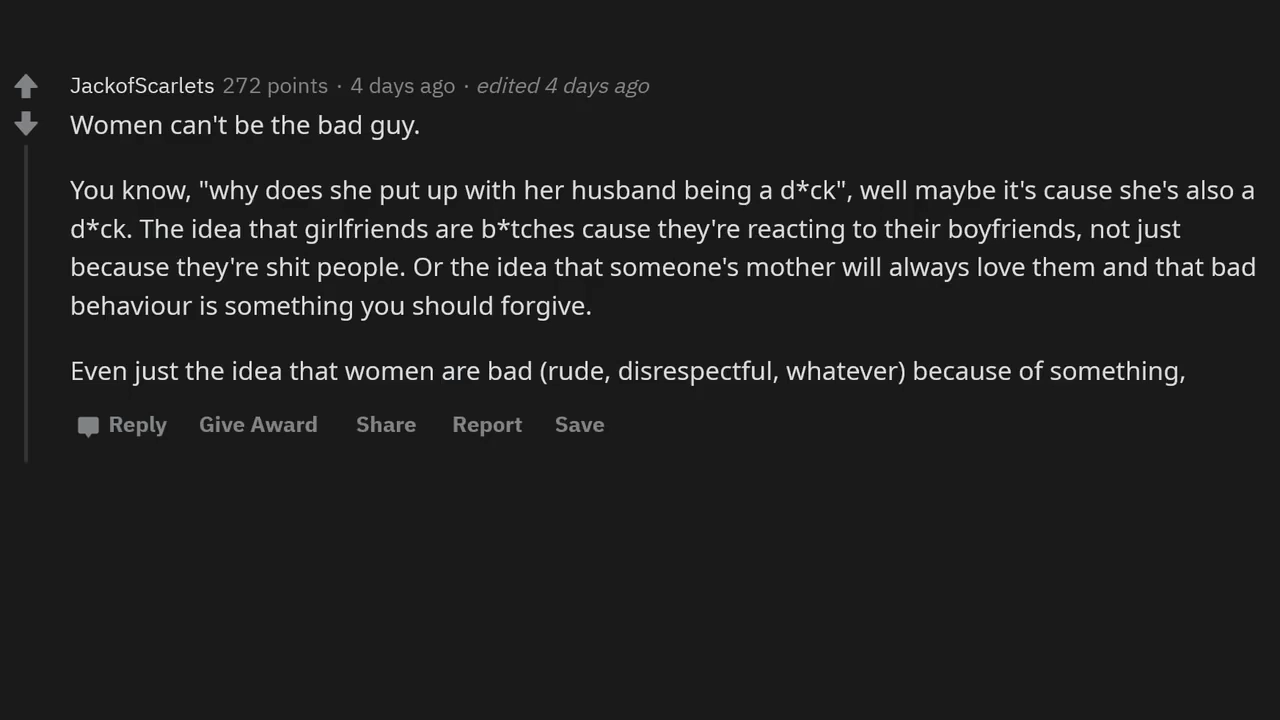 JackofScarlets 272 points · 4 days ago · edited 4 days ago
Women can't be the bad guy.
You know, "why does she put up with her husband being a d*ck", well maybe it's cause she's also a
d*ck. The idea that girlfriends are b*tches cause they're reacting to their boyfriends, not just
because they're shit people. Or the idea that someone's mother will always love them and that bad
behaviour is something you should forgive.
Even just the idea that women are bad (rude, disrespectful, whatever) because of something,
Reply Give Award Share Report Save